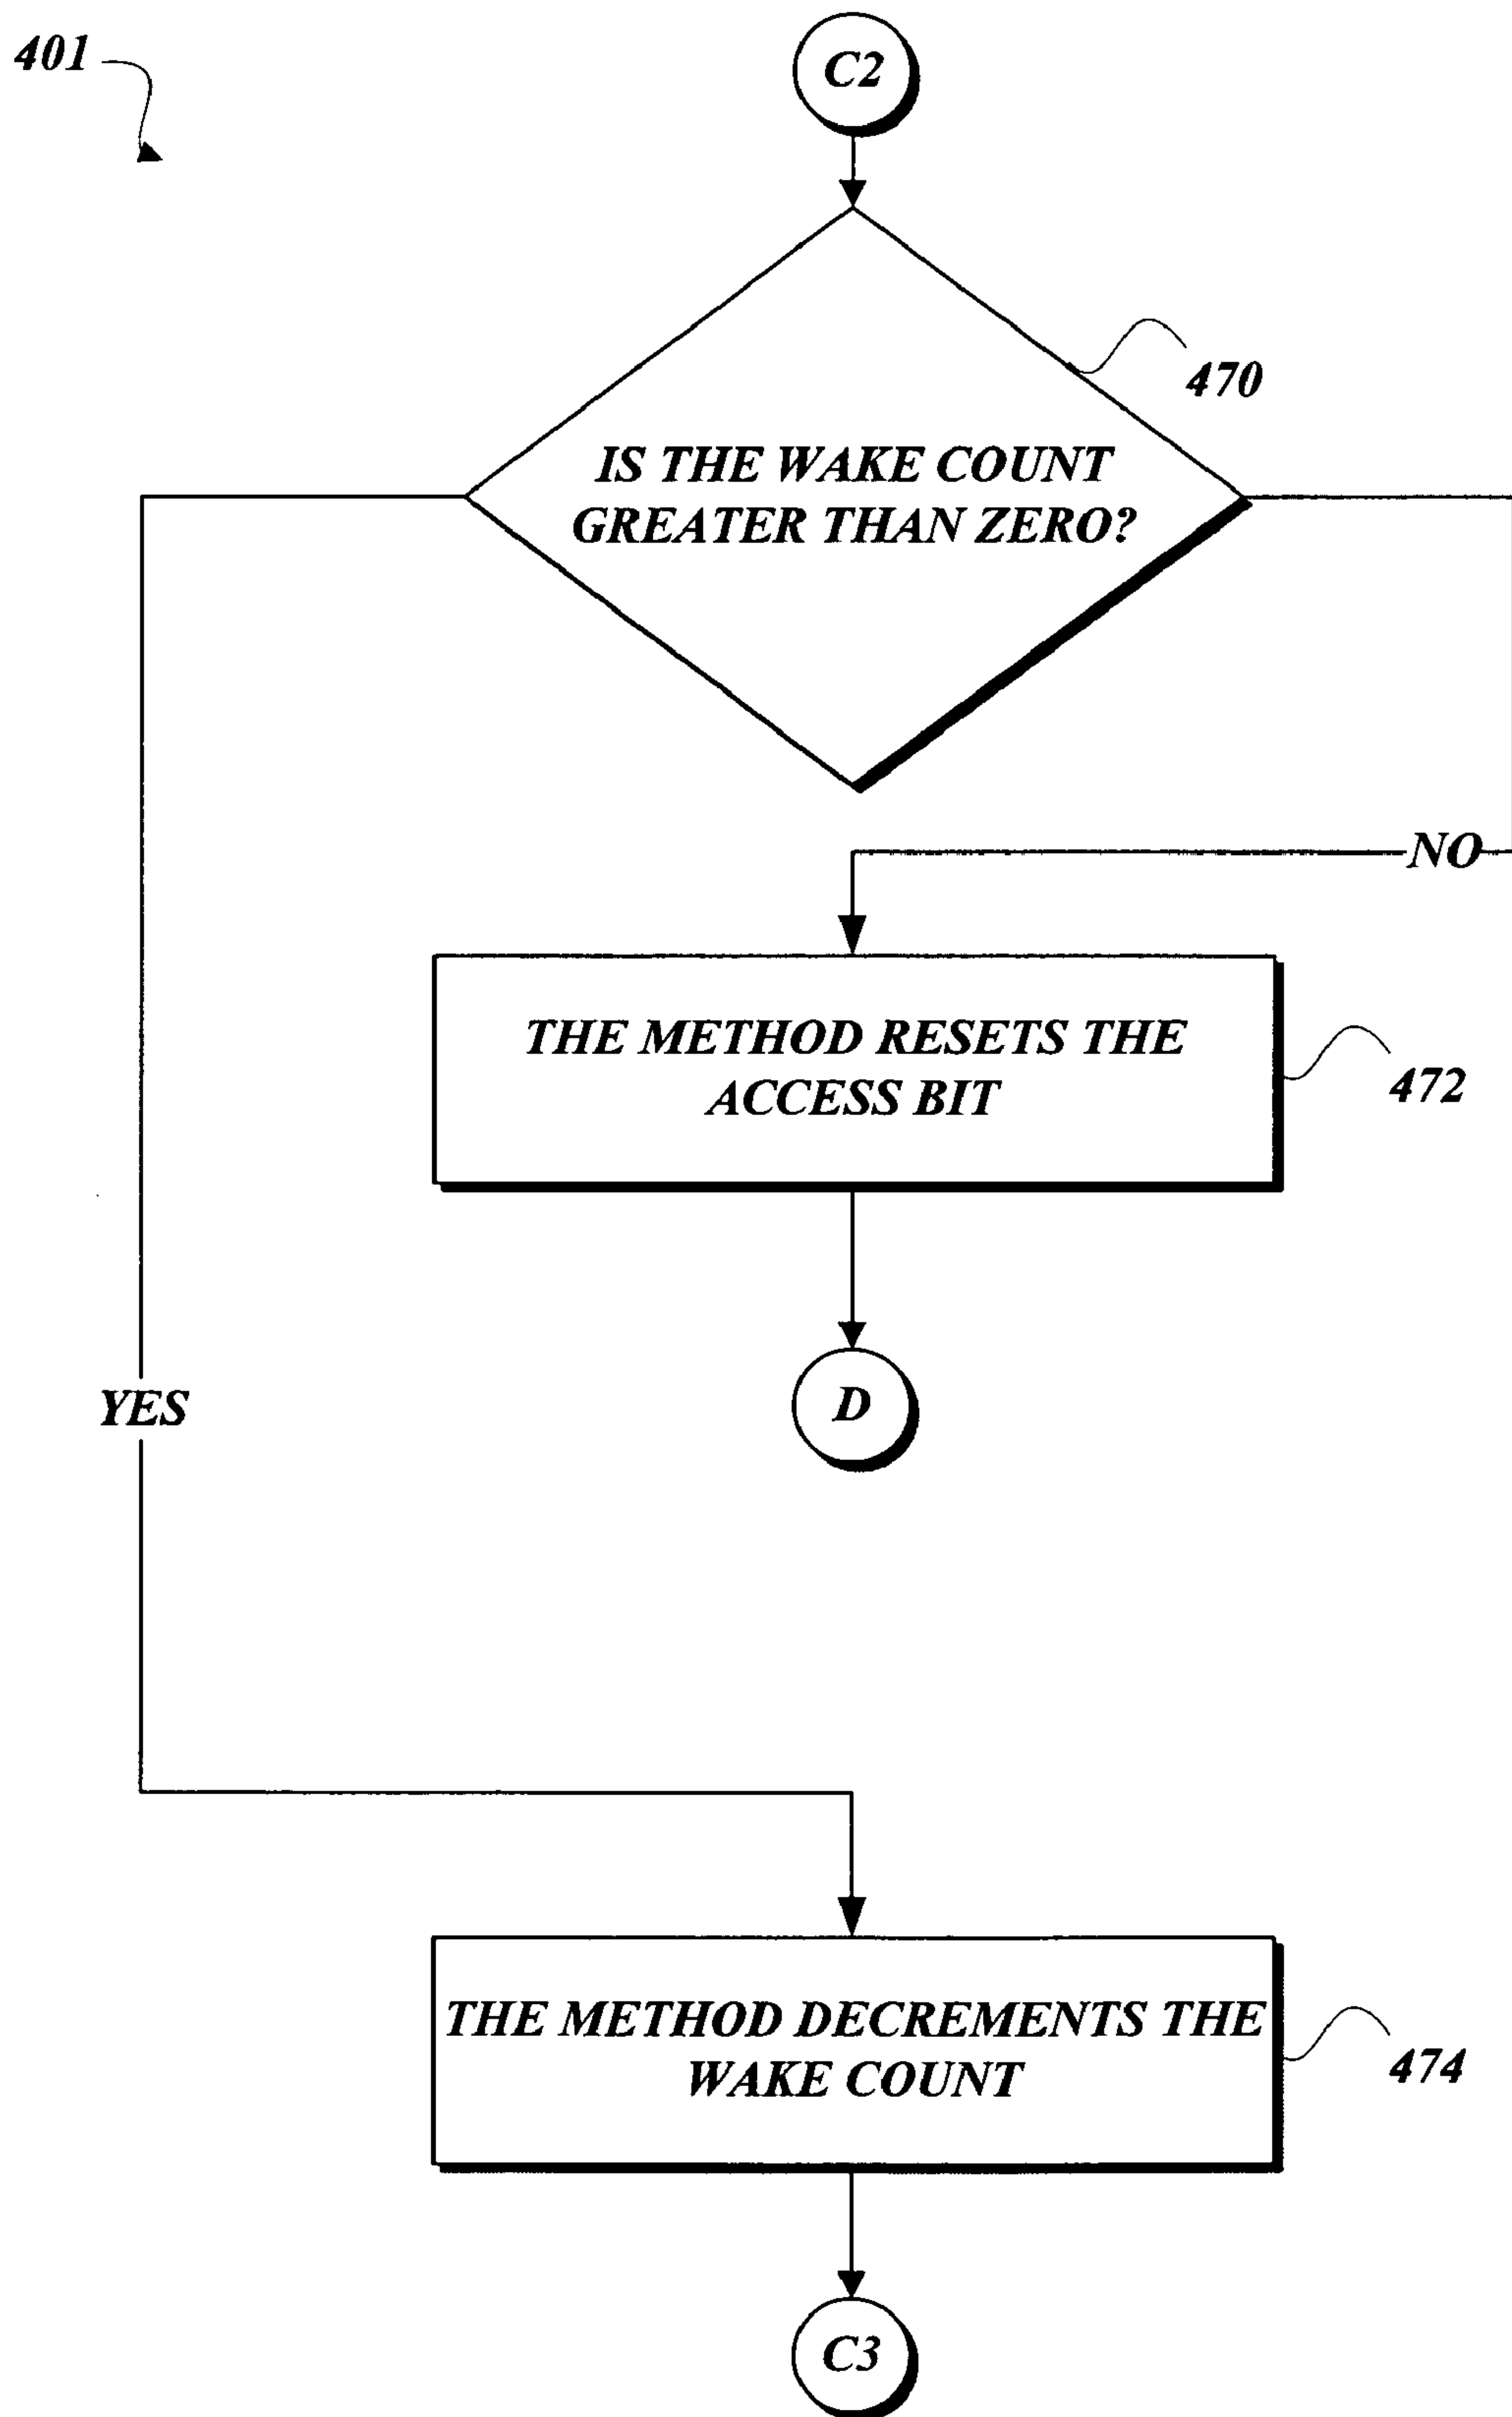 401
C2
470
IS THE WAKE COUNT
GREATER THAN ZERO?
NO
THE METHOD RESETS THE
ACCESS BIT
472
D
YES
THE METHOD DECREMENTS THE
WAKE COUNT
474
C3